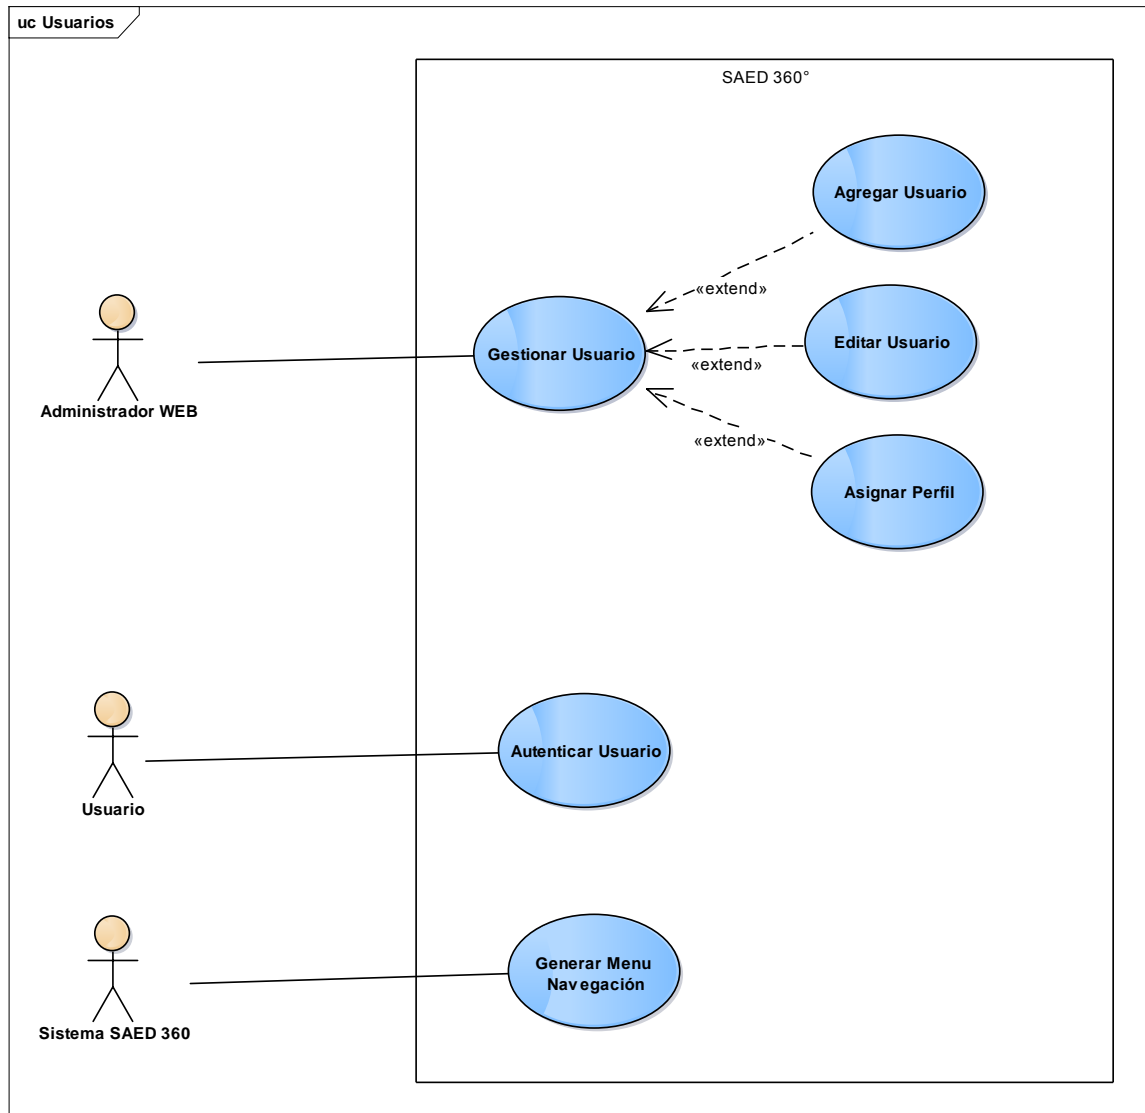 uc Usuarios
SAED 360°
Agregar Usuario
«extend»
Editar Usuario
Gestionar Usuario
«extend»
Administrador WEB
«extend»
Asignar Perfil
Autenticar Usuario
Usuario
Generar Menu
Navegación
Sistema SAED 360